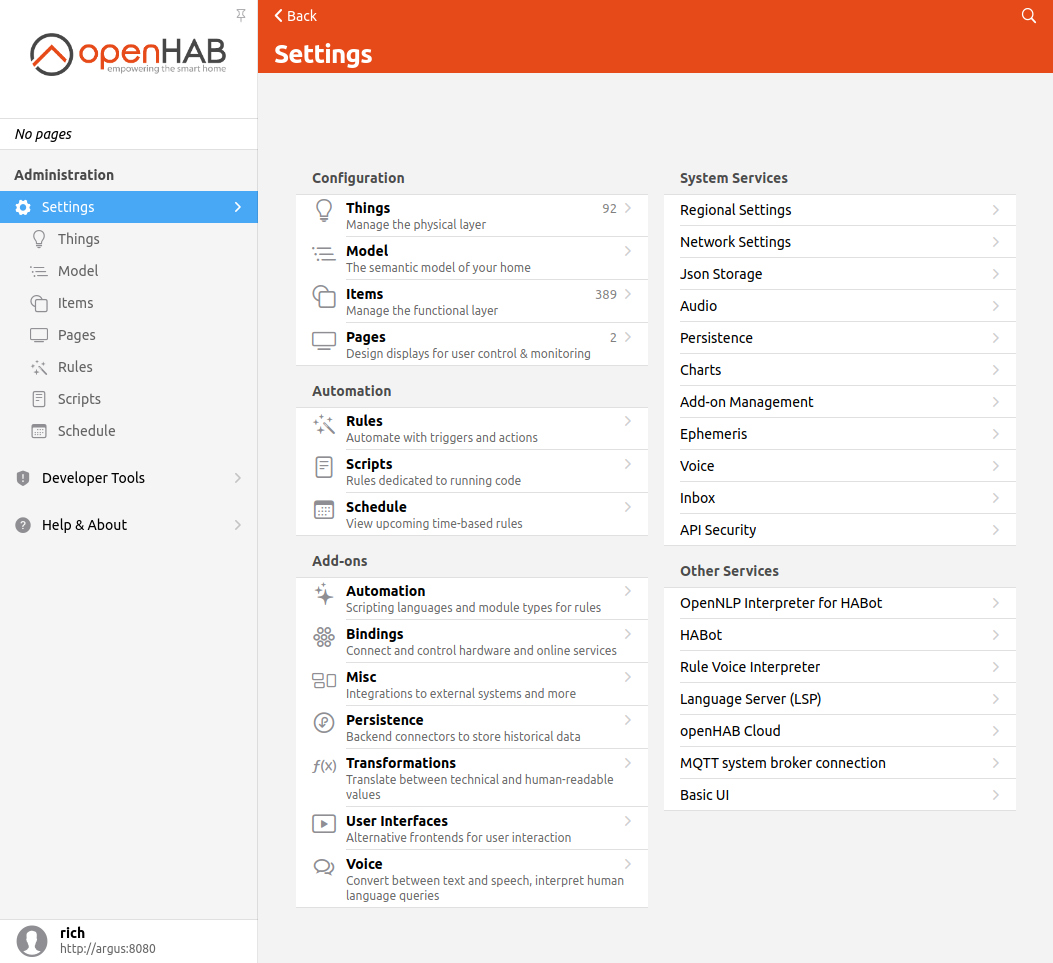 openHAB
empowering the smart home
No pages
Administration
Settings
Things
Model
Items
Pages
Rules
Scripts
Schedule
Developer Tools
Help & About
rich
http://argus:8080
Back
Settings
Configuration
Things 92
Manage the physical layer
Model
The semantic model of your home
Items 389
Manage the functional layer
Pages 2
Design displays for user control & monitoring
Automation
Rules
Automate with triggers and actions
Scripts
Rules dedicated to running code
Schedule
View upcoming time-based rules
Add-ons
Automation
Scripting languages and module types for rules
Bindings
Connect and control hardware and online services
Misc
Integrations to external systems and more
Persistence
Backend connectors to store historical data
f(x) Transformations
Translate between technical and human-readable
values
User Interfaces
Alternative frontends for user interaction
Voice
Convert between text and speech, interpret human
language queries
System Services
Regional Settings
Network Settings
Json Storage
Audio
Persistence
Charts
Add-on Management
Ephemeris
Voice
Inbox
API Security
Other Services
OpenNLP Interpreter for HABot
HABot
Rule Voice Interpreter
Language Server (LSP)
openHAB Cloud
MQTT system broker connection
Basic UI